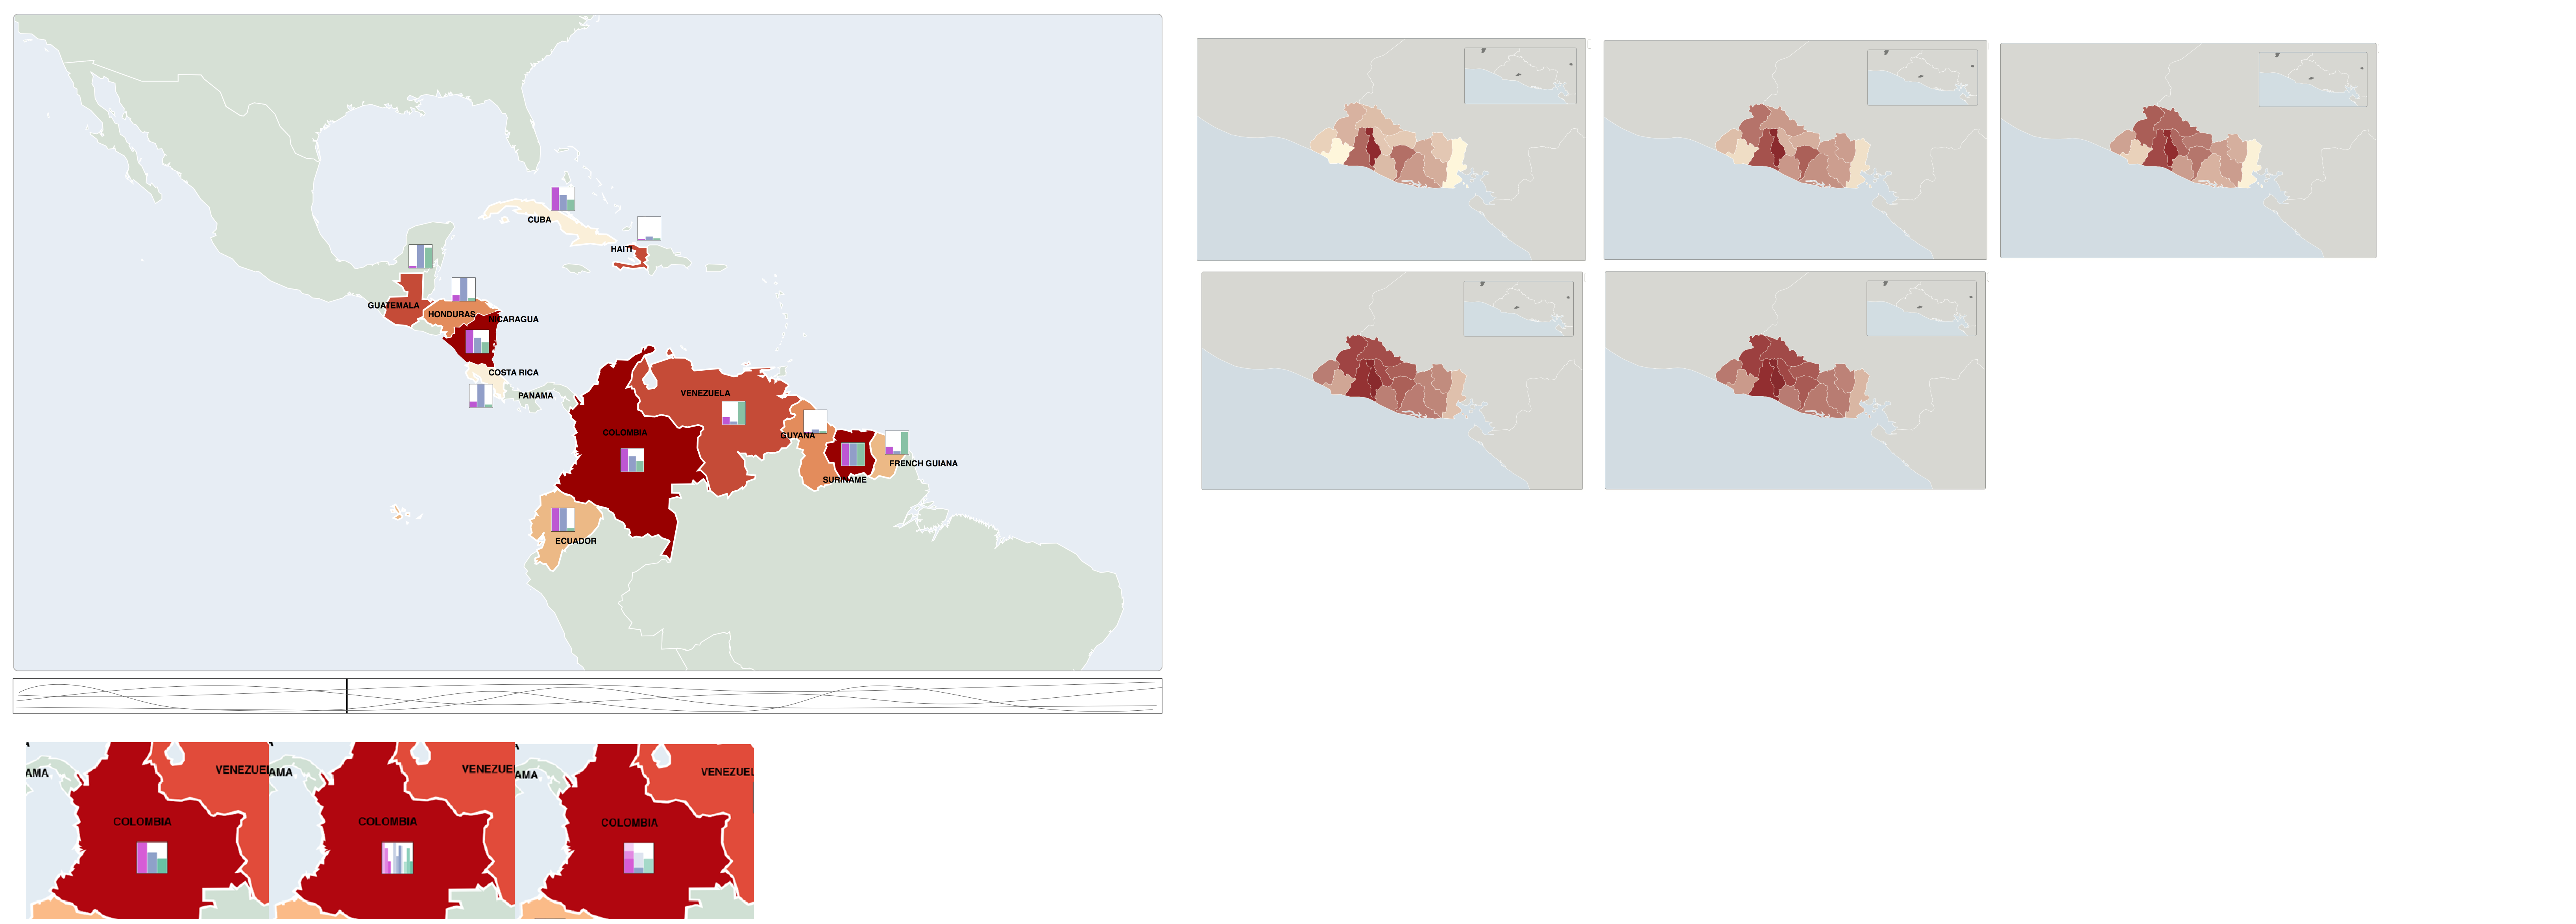 CUBA
HAITI
GUATEMALA
HONDURAS
NICARAGUA
COSTA RICA
PANAMA
VENEZUELA
COLOMBIA
GUYANA
FRENCH GUIANA
SURINAME
ECUADOR
AMA
VENEZUEL
COLOMBIA
AMA
VENEZUE
COLOMBIA
AMA
VENEZUEL
COLOMBIA